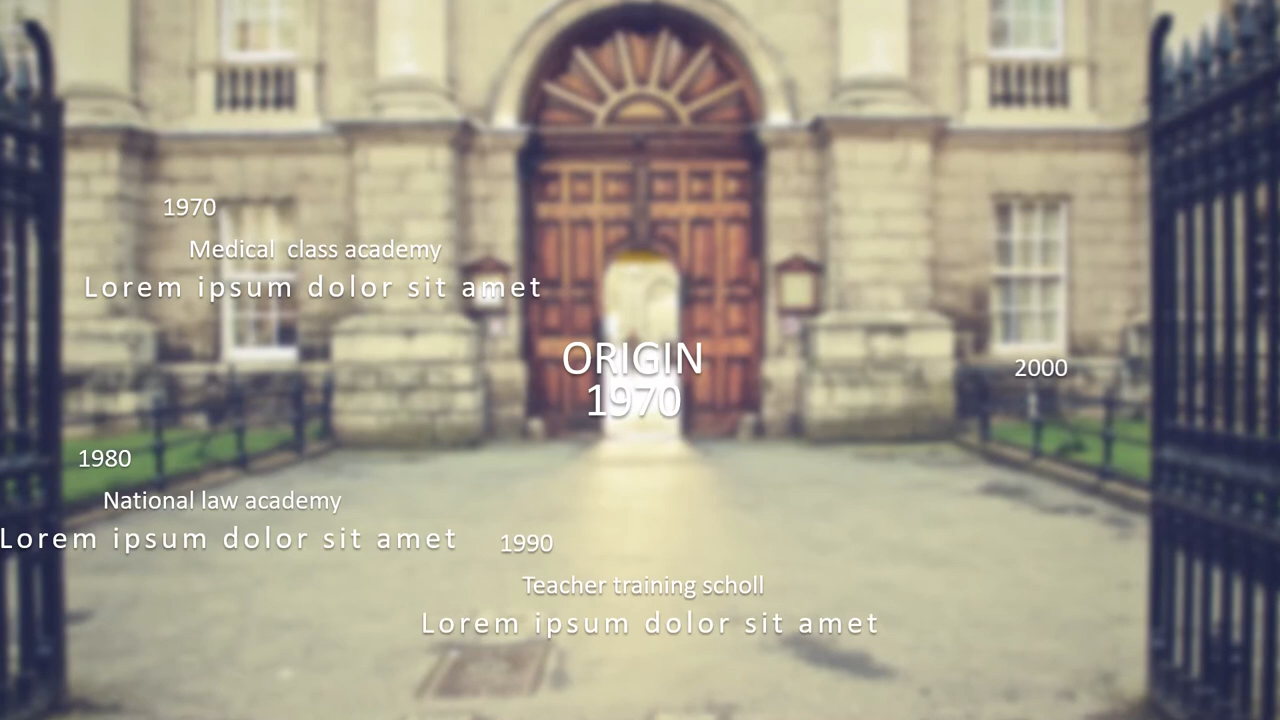 1970
Medical  class academy
Lorem ipsum dolor sit amet
ORIGIN
1970
2000
1980
National law academy
Lorem ipsum dolor sit amet
1990
Teacher training scholl
Lorem ipsum dolor sit amet